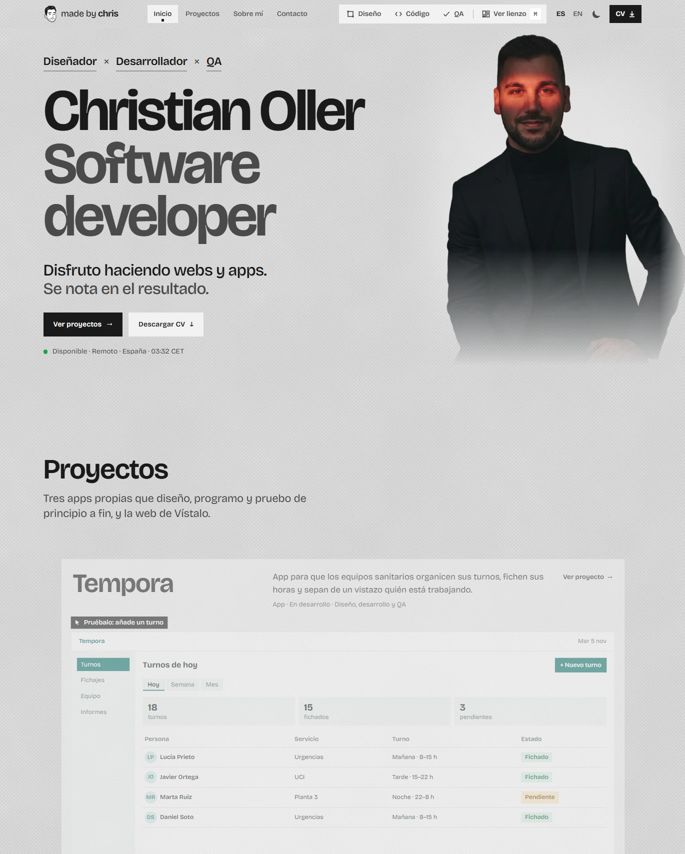 made by chris
Inicio
Proyectos
Sobre mí
Contacto
Diseño
Código
QA
Ver lienzo
M
ES
EN
CV
Diseñador × Desarrollador × QA
Christian Oller
Software
developer
Disfruto haciendo webs y apps.
Se nota en el resultado.
Ver proyectos →
Descargar CV ↓
Disponible · Remoto · España · 03:32 CET
Proyectos
Tres apps propias que diseño, programo y pruebo de
principio a fin, y la web de Vístalo.
Tempora
App para que los equipos sanitarios organicen sus turnos, fichen sus
horas y sepan de un vistazo quién está trabajando.
App · En desarrollo · Diseño, desarrollo y QA
Ver proyecto →
Pruébalo: añade un turno
Tempora
Mar 5 nov
Turnos
Fichajes
Equipo
Informes
Turnos de hoy
+ Nuevo turno
Hoy
Semana
Mes
18
turnos
15
fichados
3
pendientes
Persona Servicio Turno Estado
LP Lucía Prieto Urgencias Mañana · 8–15 h Fichado
JO Javier Ortega UCI Tarde · 15–22 h Fichado
MR Marta Ruiz Planta 3 Noche · 22–8 h Pendiente
DS Daniel Soto Urgencias Mañana · 8–15 h Fichado